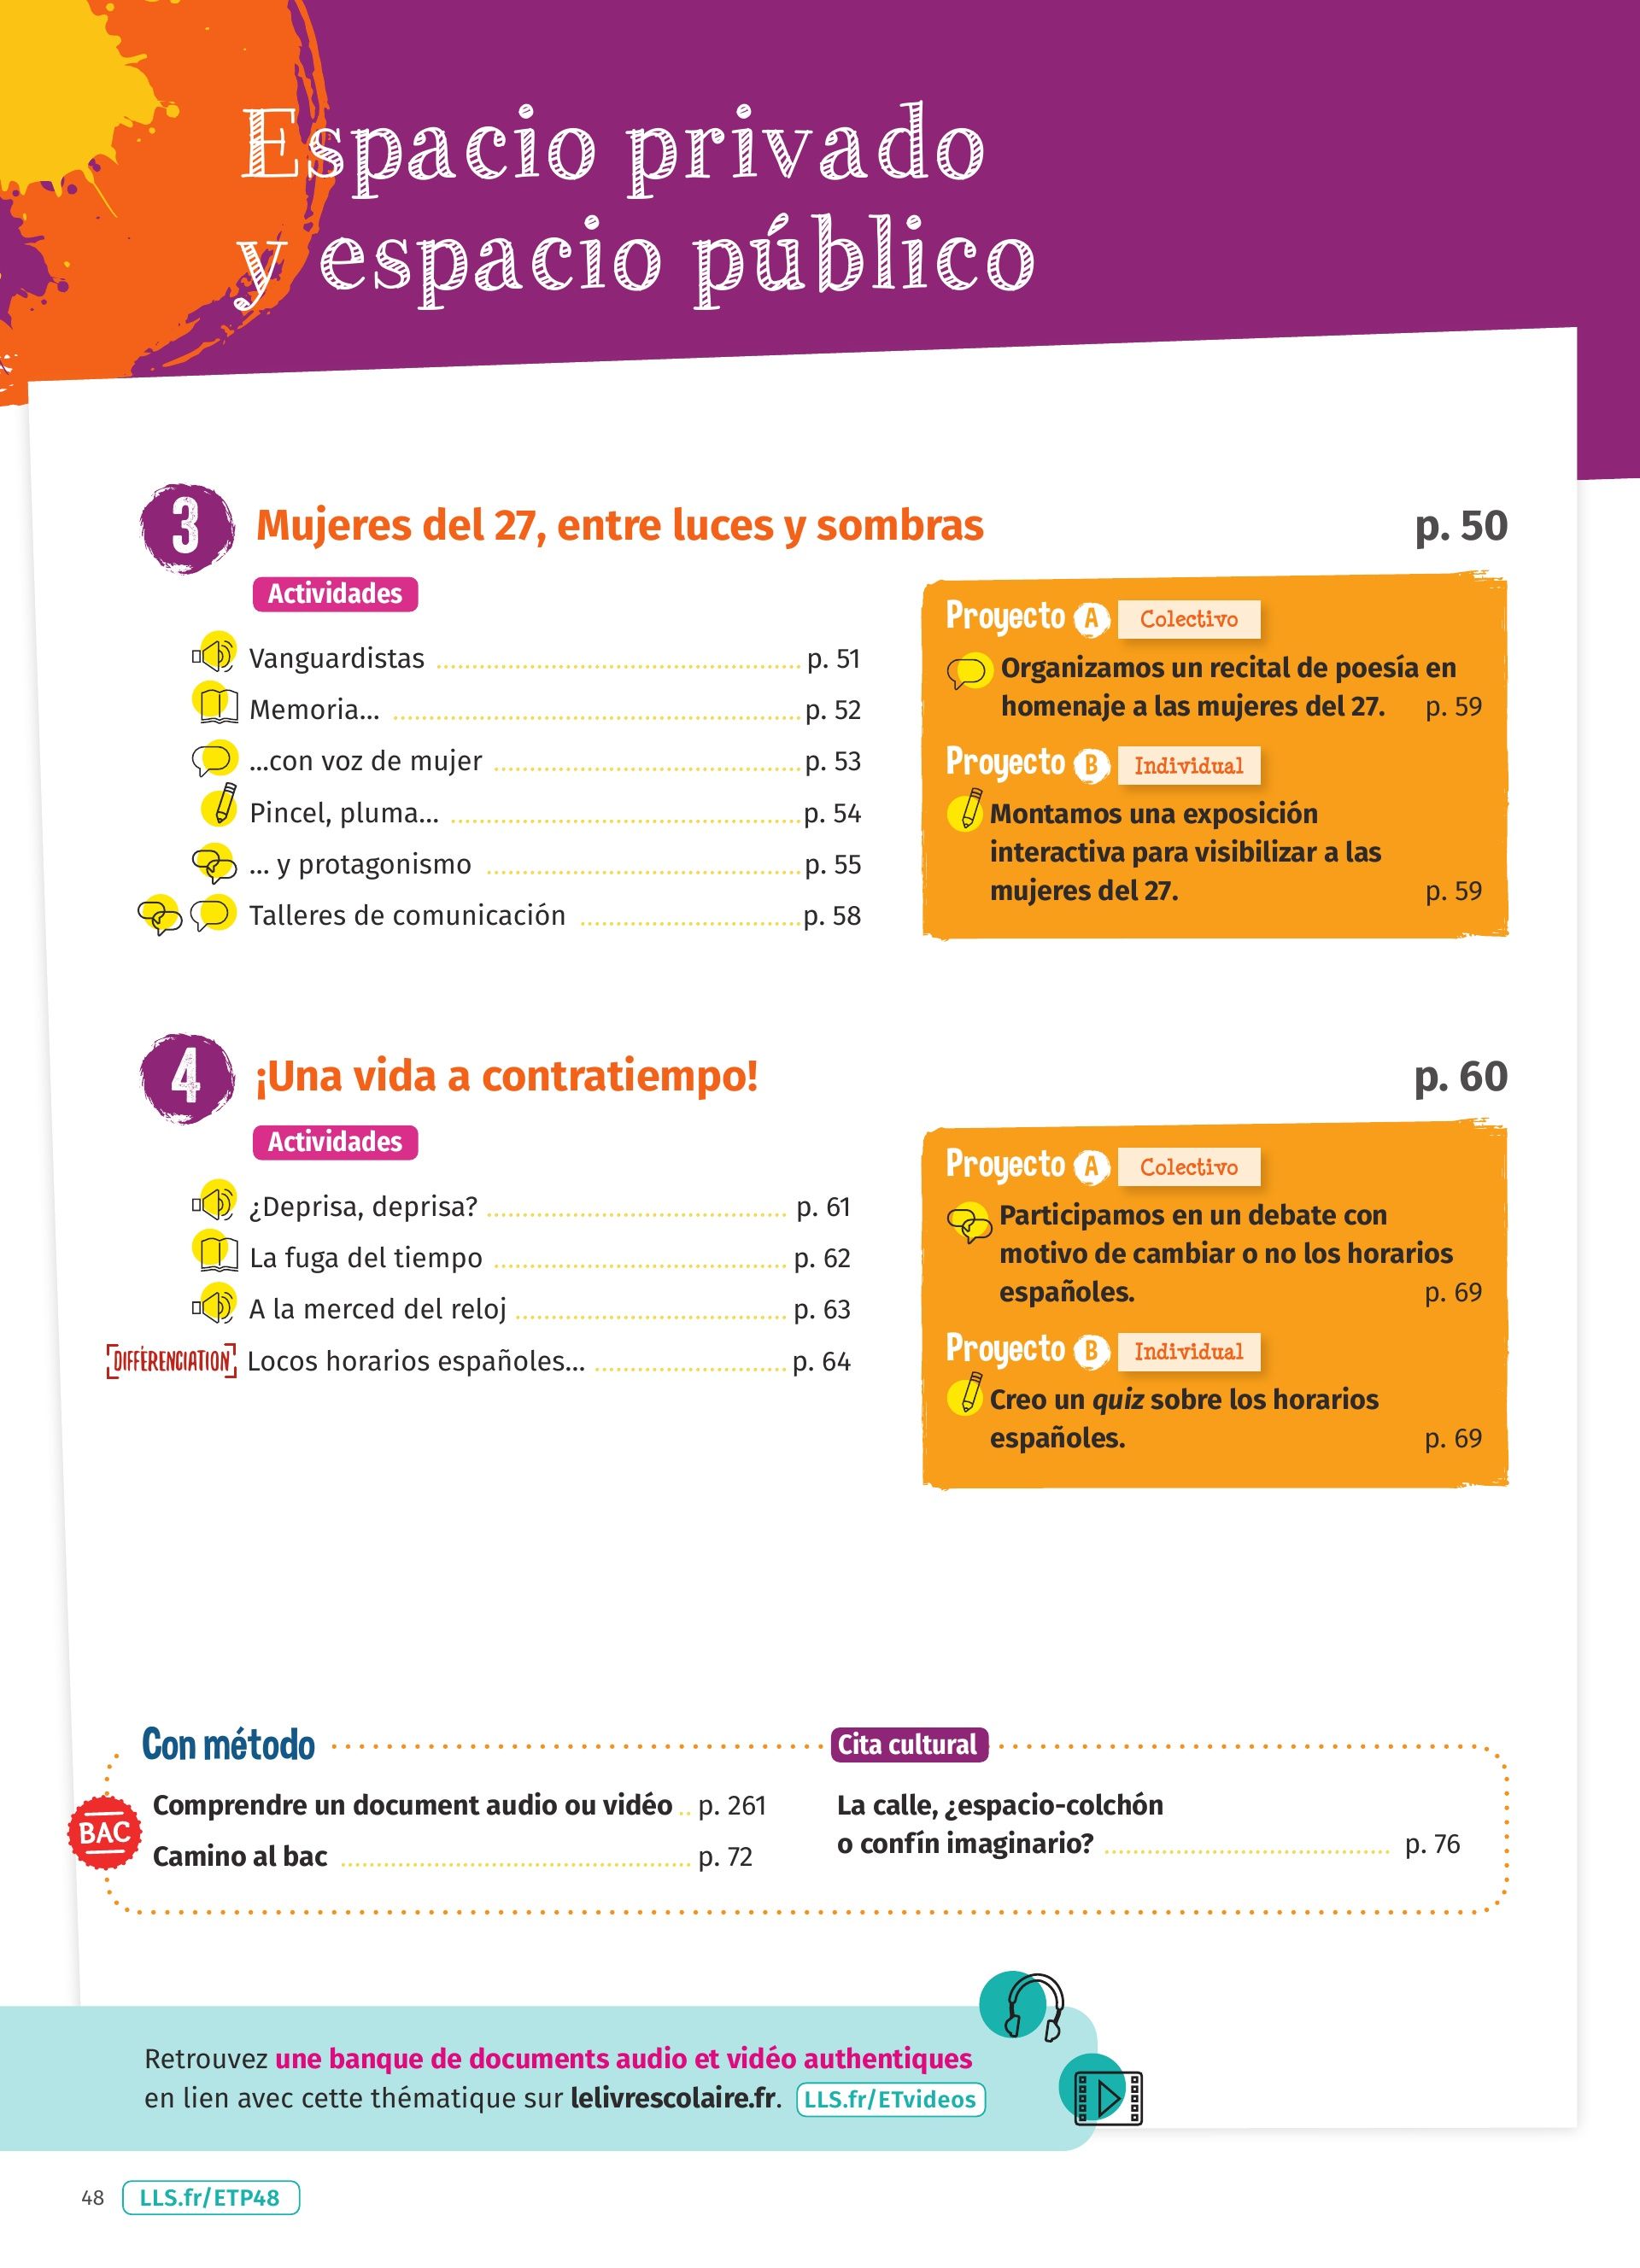 Espacio privado
y espacio público
3 Mujeres del 27, entre luces y sombras p. 50
Actividades
Vanguardistas p. 51
Memoria... p. 52
...con voz de mujer p. 53
Pincel, pluma... p. 54
... y protagonismo p. 55
Talleres de comunicación p. 58
Proyecto A Colectivo
Organizamos un recital de poesía en
homenaje a las mujeres del 27. p. 59
Proyecto B Individual
Montamos una exposición
interactiva para visibilizar a las
mujeres del 27. p. 59
4 ¡Una vida a contratiempo! p. 60
Actividades
¿Deprisa, deprisa? p. 61
La fuga del tiempo p. 62
A la merced del reloj p. 63
DIFFÉRENCIATION Locos horarios españoles... p. 64
Proyecto A Colectivo
Participamos en un debate con
motivo de cambiar o no los horarios
españoles. p. 69
Proyecto B Individual
Creo un quiz sobre los horarios
españoles. p. 69
Con método
Comprendre un document audio ou vidéo p. 261
BAC
Camino al bac p. 72
Cita cultural
La calle, ¿espacio-colchón
o confín imaginario? p. 76
Retrouvez une banque de documents audio et vidéo authentiques
en lien avec cette thématique sur lelivrescolaire.fr. LLS.fr/ETvideos
48 LLS.fr/ETP48